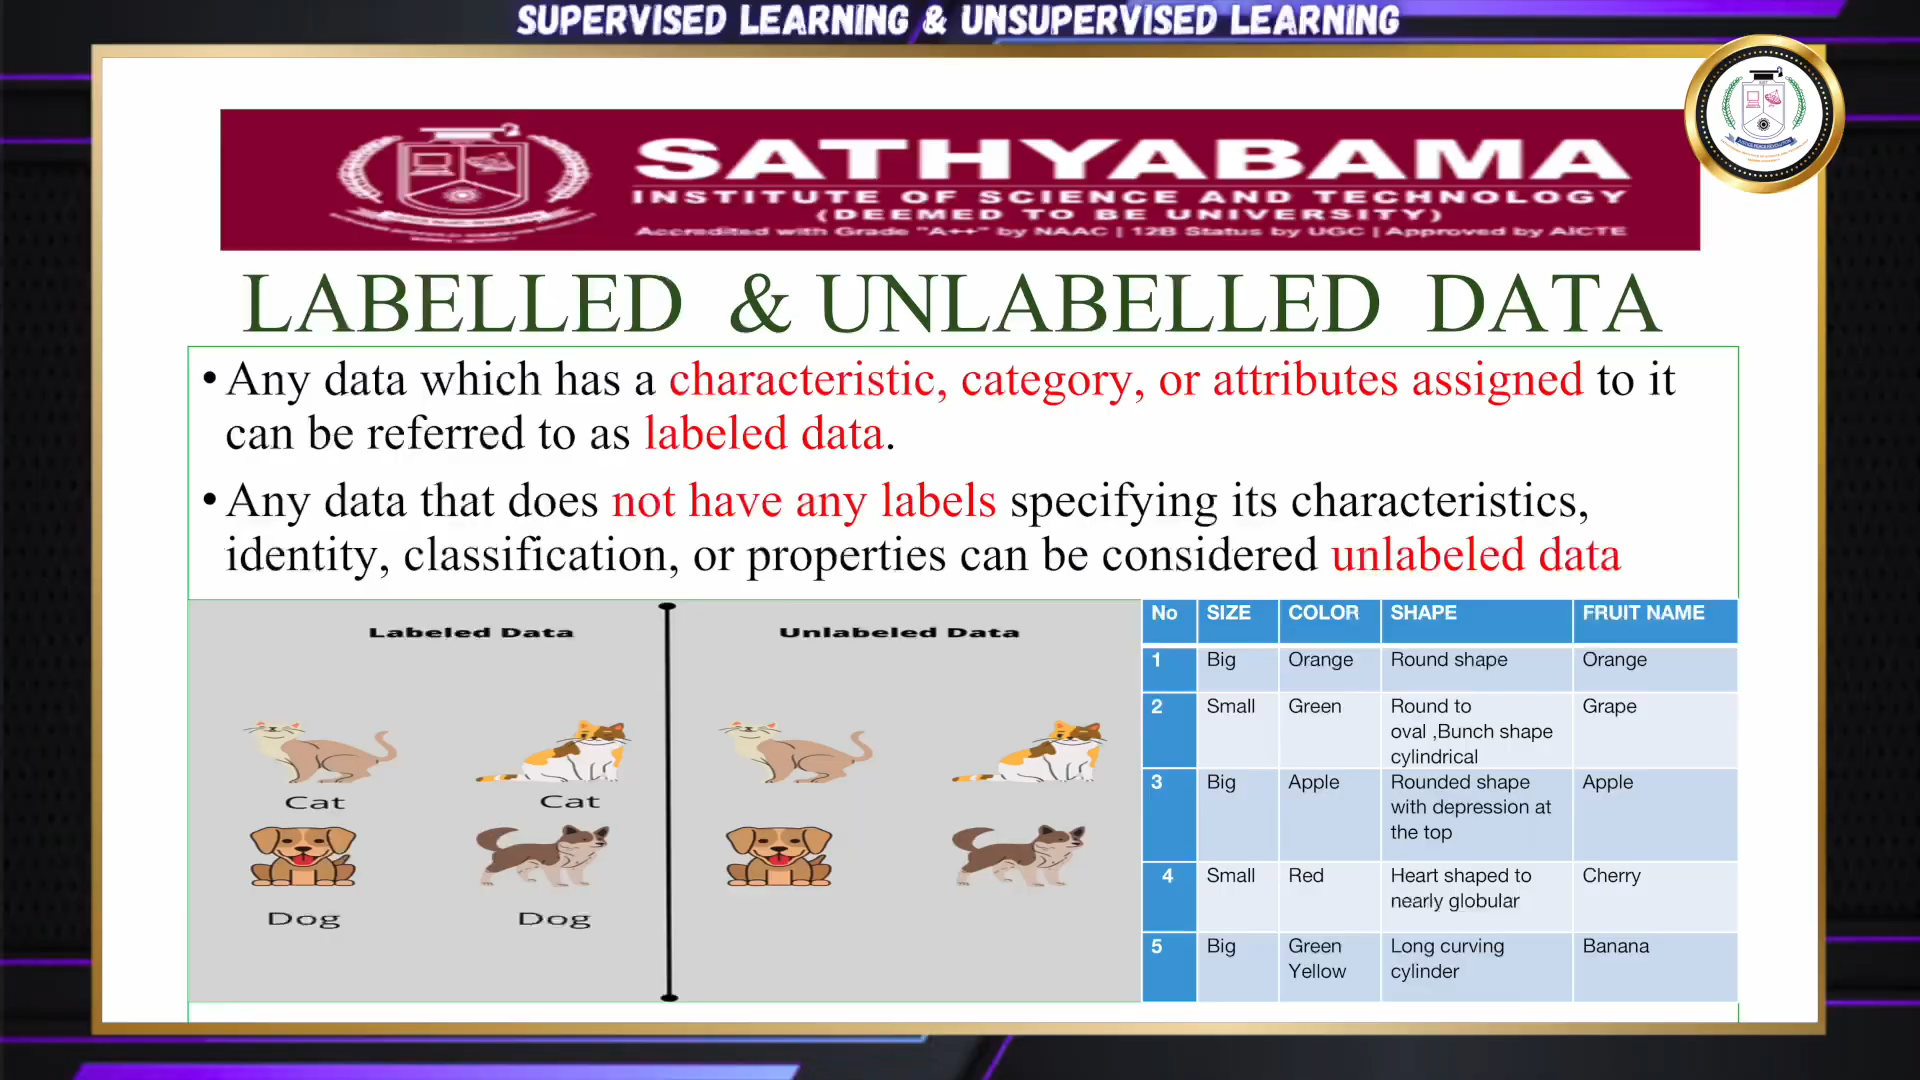 SUPERVISED LEARNING & UNSUPERVISED LEARNING
SATHYABAMA
INSTITUTE OF SCIENCE AND TECHNOLOGY
(DEEMED TO BE UNIVERSITY)
Accredited with Grade "A++" by NAAC | 12B Status by UGC | Approved by AICTE
LABELLED & UNLABELLED DATA
• Any data which has a characteristic, category, or attributes assigned to it
can be referred to as labeled data.
• Any data that does not have any labels specifying its characteristics,
identity, classification, or properties can be considered unlabeled data
Labeled Data
Unlabeled Data
Cat
Cat
Dog
Dog
No SIZE COLOR SHAPE FRUIT NAME
1 Big Orange Round shape Orange
2 Small Green Round to Grape
oval ,Bunch shape
cylindrical
3 Big Apple Rounded shape Apple
with depression at
the top
4 Small Red Heart shaped to Cherry
nearly globular
5 Big Green Long curving Banana
Yellow cylinder